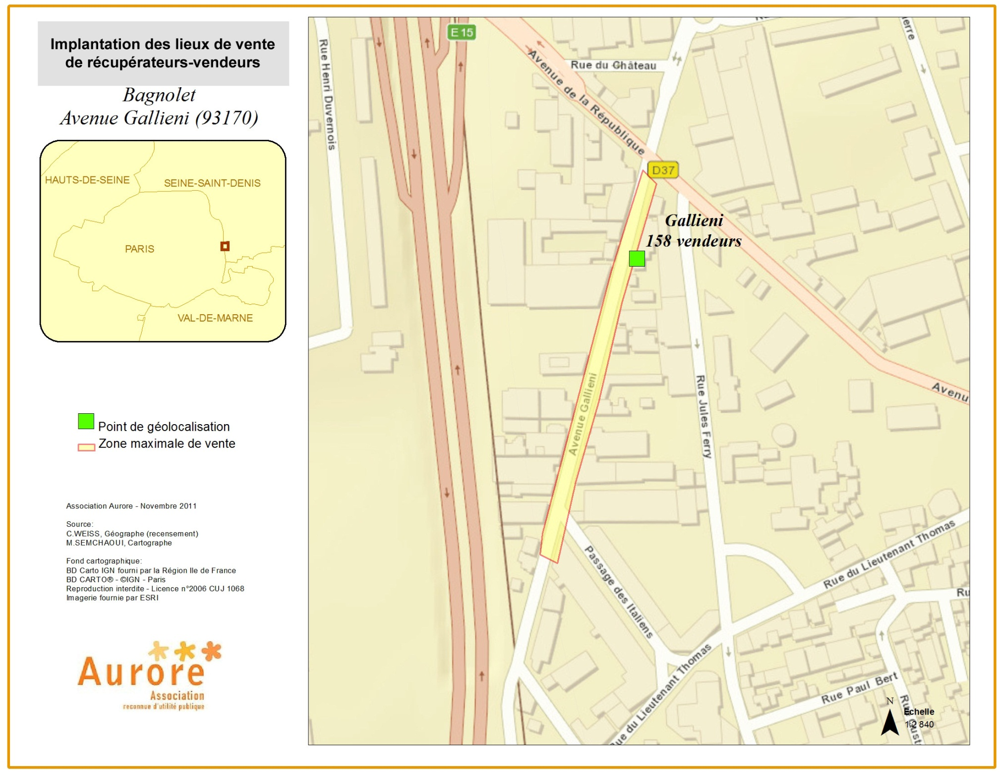 Implantation des lieux de vente
de récupérateurs-vendeurs
Bagnolet
Avenue Gallieni (93170)
HAUTS-DE-SEINE
SEINE-SAINT-DENIS
PARIS
VAL-DE-MARNE
Point de géolocalisation
Zone maximale de vente
Association Aurore - Novembre 2011
Source:
C.WEISS, Géographe (recensement)
M.SEMCHAOUI, Cartographe
Fond cartographique:
BD Carto IGN fourni par la Région Ile de France
BD CARTO® - ©IGN - Paris
Reproduction interdite - Licence n°2006 CUJ 1068
Imagerie fournie par ESRI
Aurore
Association
reconnue d'utilité publique
E 15
Rue Henri Duvernois
Avenue de la République
Rue du Château
ierre
D37
Gallieni
158 vendeurs
Avenue Gallieni
Rue Jules Ferry
Avenu
Passage des Italiens
Rue du Lieutenant Thomas
Ru
Rue du Lieutenant Thomas
Rue Paul Bert
N
Echelle
1:2 840